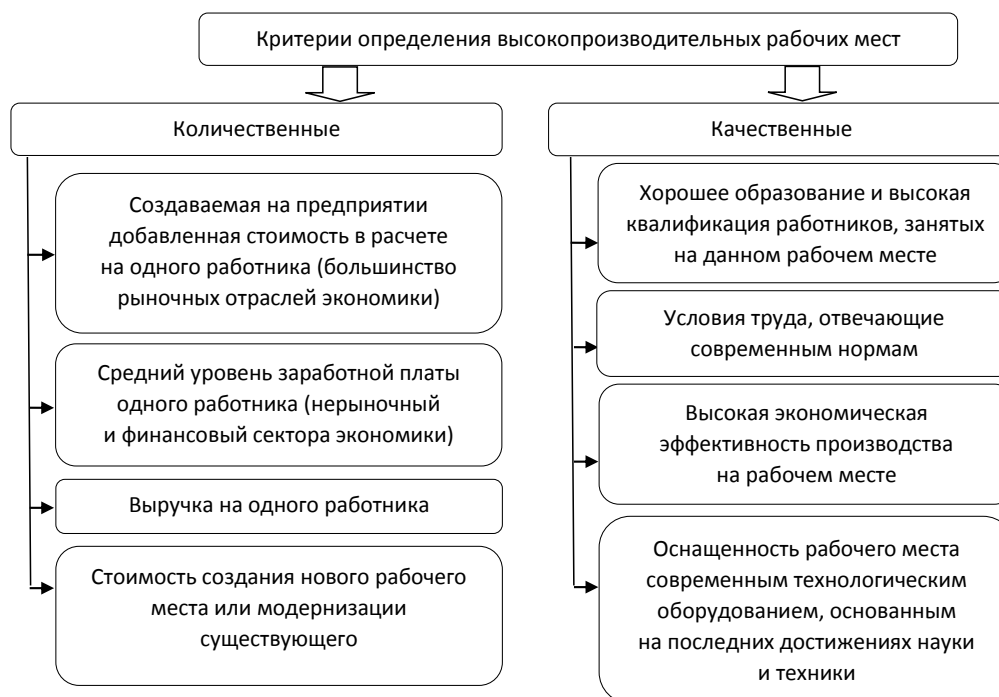 Критерии определения высокопроизводительных рабочих мест
Количественные
Создаваемая на предприятии
добавленная стоимость в расчете
на одного работника (большинство
рыночных отраслей экономики)
Средний уровень заработной платы
одного работника (нерыночный
и финансовый сектора экономики)
Выручка на одного работника
Стоимость создания нового рабочего
места или модернизации
существующего
Качественные
Хорошее образование и высокая
квалификация работников, занятых
на данном рабочем месте
Условия труда, отвечающие
современным нормам
Высокая экономическая
эффективность производства
на рабочем месте
Оснащенность рабочего места
современным технологическим
оборудованием, основанным
на последних достижениях науки
и техники